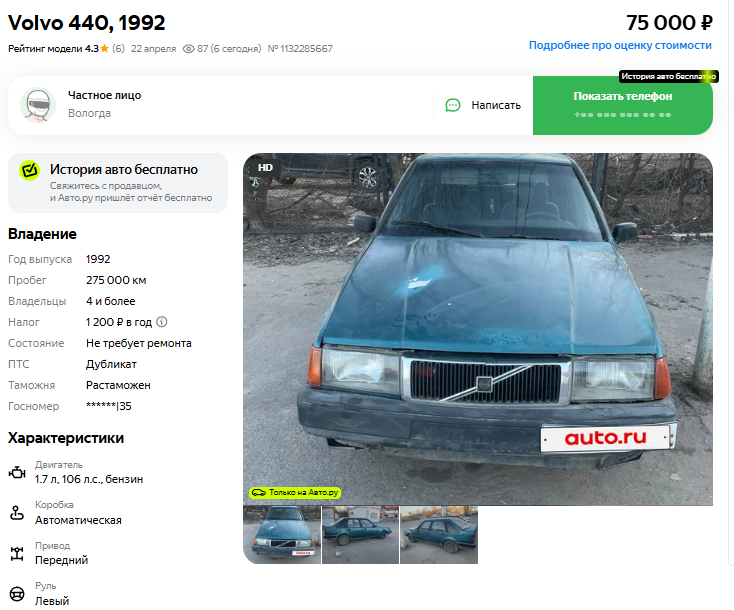 Volvo 440, 1992
75 000 ₽
Рейтинг модели 4.3 (6) 22 апреля 87 (6 сегодня) № 1132285667
Подробнее про оценку стоимости
История авто бесплатно
Частное лицо
Вологда
Написать
Показать телефон
История авто бесплатно
Свяжитесь с продавцом,
и Авто.ру пришлёт отчёт бесплатно
HD
Владение
Год выпуска 1992
Пробег 275 000 км
Владельцы 4 и более
Налог 1 200 ₽ в год
Состояние Не требует ремонта
ПТС Дубликат
Таможня Растаможен
Госномер ******|35
Характеристики
Двигатель
1.7 л, 106 л.с., бензин
Коробка
Автоматическая
Привод
Передний
Руль
Левый
auto.ru
Только на Авто.ру